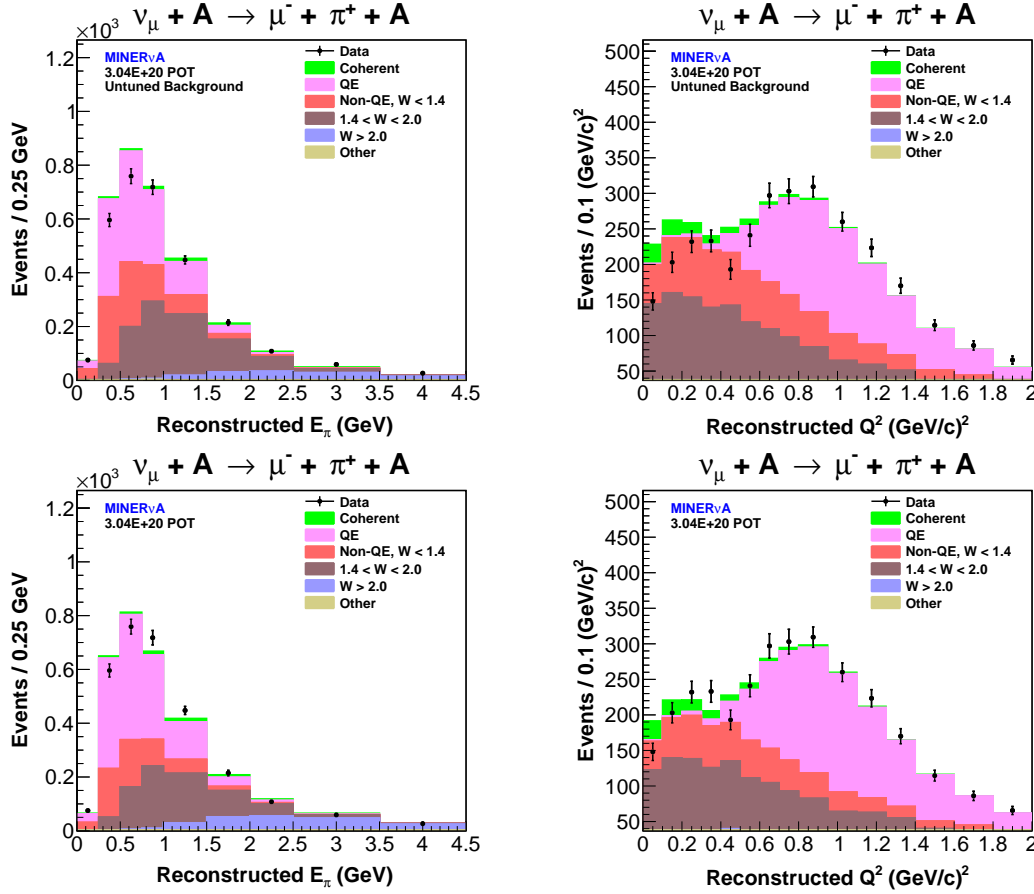 ν_μ + A → μ⁻ + π⁺ + A
×10³
MINERνA
3.04E+20 POT
Untuned Background
Data
Coherent
QE
Non-QE, W < 1.4
1.4 < W < 2.0
W > 2.0
Other
Events / 0.25 GeV
1.2
1
0.8
0.6
0.4
0.2
0
0 0.5 1 1.5 2 2.5 3 3.5 4 4.5
Reconstructed E_π (GeV)
ν_μ + A → μ⁻ + π⁺ + A
MINERνA
3.04E+20 POT
Untuned Background
Data
Coherent
QE
Non-QE, W < 1.4
1.4 < W < 2.0
W > 2.0
Other
Events / 0.1 (GeV/c)²
500
450
400
350
300
250
200
150
100
50
0 0.2 0.4 0.6 0.8 1 1.2 1.4 1.6 1.8 2
Reconstructed Q² (GeV/c)²
ν_μ + A → μ⁻ + π⁺ + A
×10³
MINERνA
3.04E+20 POT
Data
Coherent
QE
Non-QE, W < 1.4
1.4 < W < 2.0
W > 2.0
Other
Events / 0.25 GeV
1.2
1
0.8
0.6
0.4
0.2
0
0 0.5 1 1.5 2 2.5 3 3.5 4 4.5
Reconstructed E_π (GeV)
ν_μ + A → μ⁻ + π⁺ + A
MINERνA
3.04E+20 POT
Data
Coherent
QE
Non-QE, W < 1.4
1.4 < W < 2.0
W > 2.0
Other
Events / 0.1 (GeV/c)²
500
450
400
350
300
250
200
150
100
50
0 0.2 0.4 0.6 0.8 1 1.2 1.4 1.6 1.8 2
Reconstructed Q² (GeV/c)²